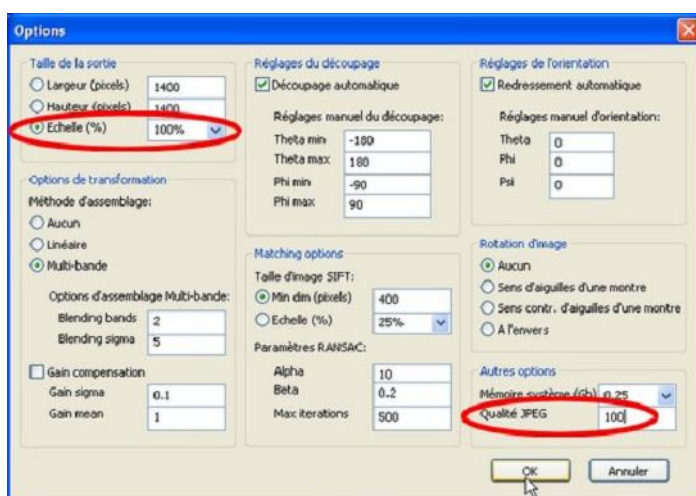 Options
Taille de la sortie
Largeur (pixels) 1400
Hauteur (pixels) 1400
Echelle (%) 100%
Options de transformation
Méthode d'assemblage:
Aucun
Linéaire
Multi-bande
Options d'assemblage Multi-bande:
Blending bands 2
Blending sigma 5
Gain compensation
Gain sigma 0.1
Gain mean 1
Réglages du découpage
Découpage automatique
Réglages manuel du découpage:
Theta min -180
Theta max 180
Phi min -90
Phi max 90
Matching options
Taille d'image SIFT:
Min dim (pixels) 400
Echelle (%) 25%
Paramètres RANSAC:
Alpha 10
Beta 0.2
Max iterations 500
Réglages de l'orientation
Redressement automatique
Réglages manuel d'orientation:
Theta 0
Phi 0
Psi 0
Rotation d'image
Aucun
Sens d'aiguilles d'une montre
Sens contr. d'aiguilles d'une montre
A l'envers
Autres options
Mémoire système (Gb) 0.25
Qualité JPEG 100
OK Annuler